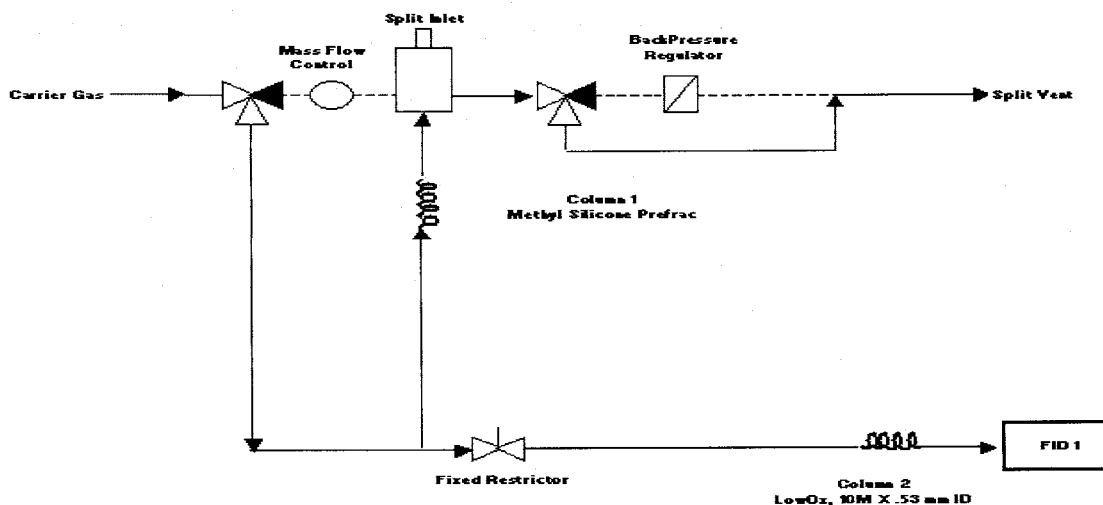 Split Inlet
Mass Flow
Control
BackPressure
Regulator
Carrier Gas
Split Vent
Column 1
Methyl Silicone Prefrac
Fixed Restrictor
FID 1
Column 2
LowOx, 10M X .53 mm ID